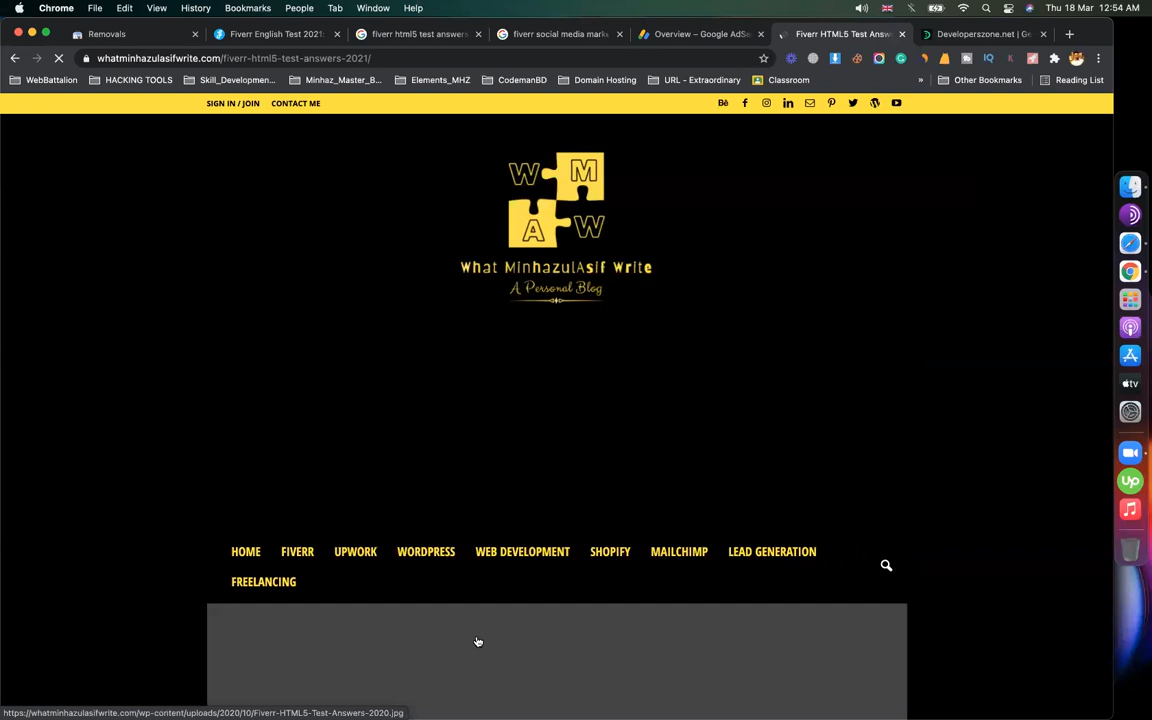 Chrome File Edit View History Bookmarks People Tab Window Help Thu 18 Mar 12:54 AM
Removals Fiverr English Test 2021: fiverr html5 test answers fiverr social media mark Overview – Google AdSe Fiverr HTML5 Test Answ Developerszone.net | Ge
whatminhazulasifwrite.com/fiverr-html5-test-answers-2021/
WebBattalion HACKING TOOLS Skill_Developmen... Minhaz_Master_B... Elements_MHZ CodemanBD Domain Hosting URL - Extraordinary Classroom » Other Bookmarks Reading List
SIGN IN / JOIN CONTACT ME
W M
A W
What MinhazulAsif Write
A Personal Blog
HOME FIVERR UPWORK WORDPRESS WEB DEVELOPMENT SHOPIFY MAILCHIMP LEAD GENERATION
FREELANCING
tv
Up
https://whatminhazulasifwrite.com/wp-content/uploads/2020/10/Fiverr-HTML5-Test-Answers-2020.jpg